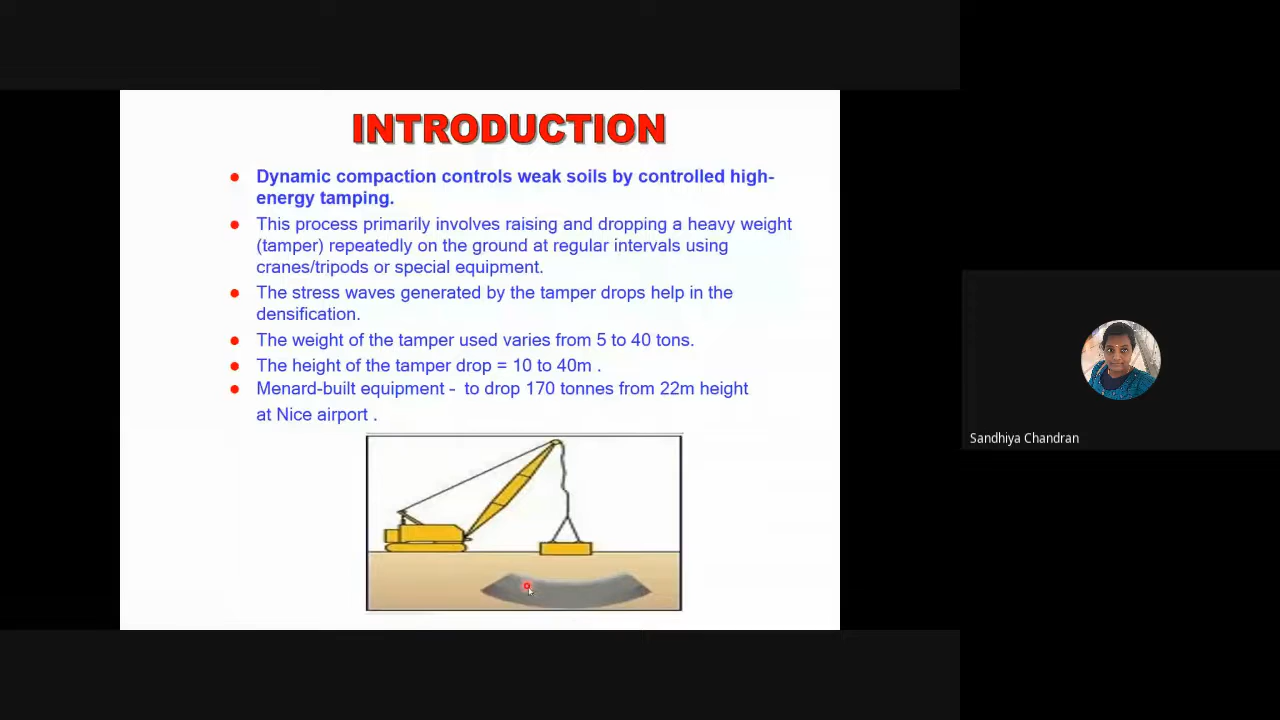 INTRODUCTION
Dynamic compaction controls weak soils by controlled high-
energy tamping.
This process primarily involves raising and dropping a heavy weight
(tamper) repeatedly on the ground at regular intervals using
cranes/tripods or special equipment.
The stress waves generated by the tamper drops help in the
densification.
The weight of the tamper used varies from 5 to 40 tons.
The height of the tamper drop = 10 to 40m .
Menard-built equipment - to drop 170 tonnes from 22m height
at Nice airport .
Sandhiya Chandran